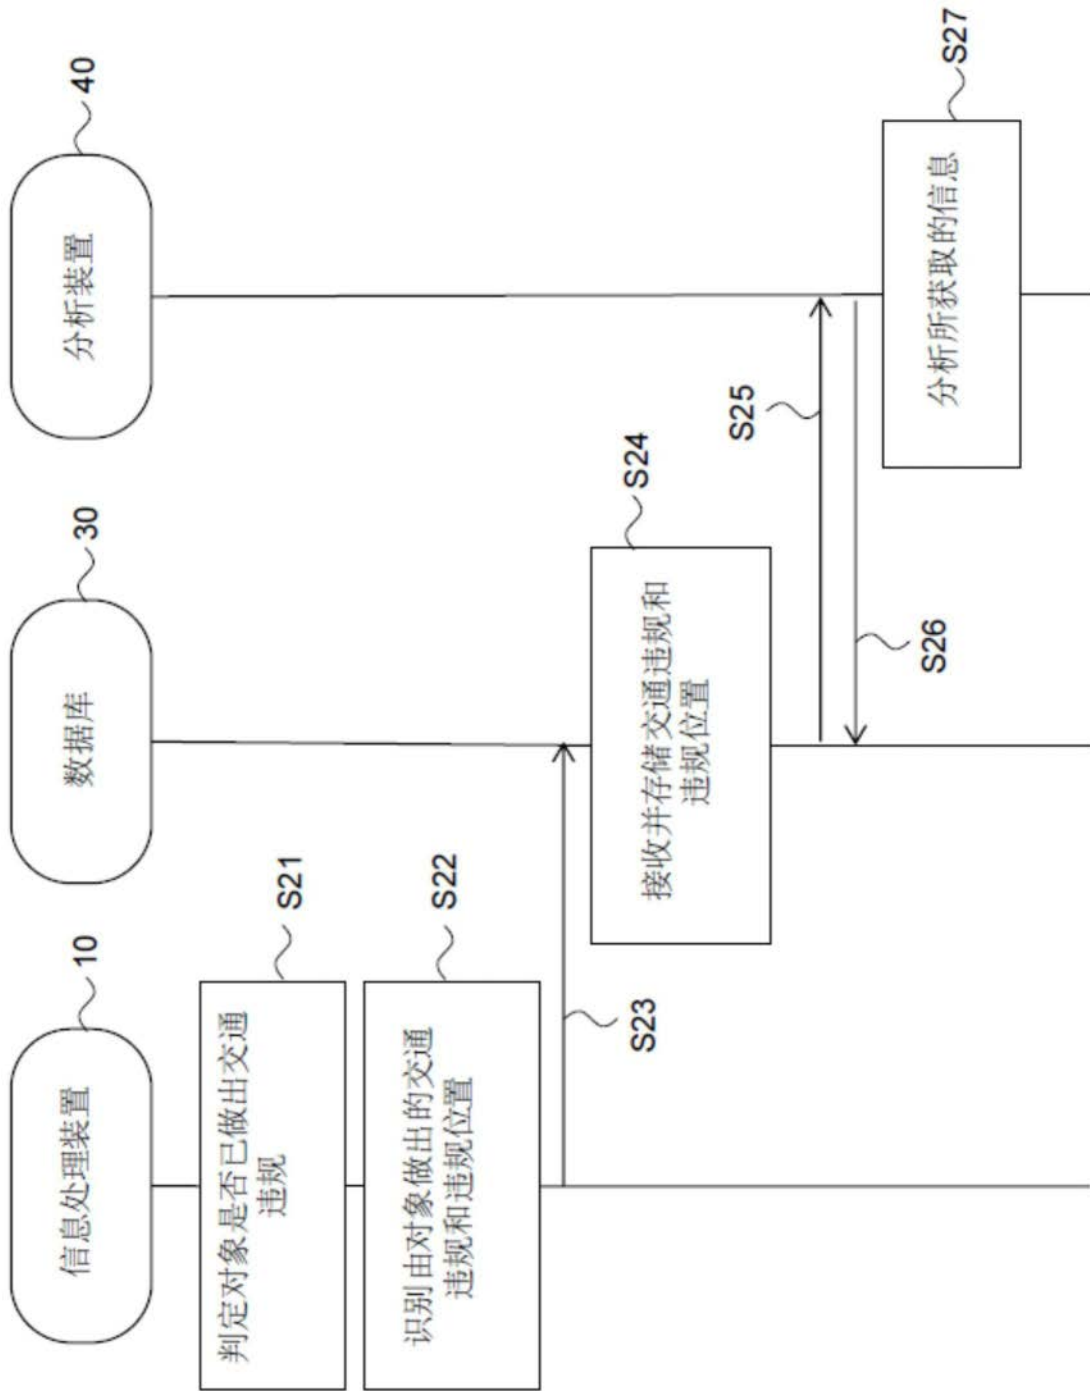 信息处理装置
10
数据库
30
分析装置
40
判定对象是否已做出交通
违规
S21
识别由对象做出的交通
违规和违规位置
S22
S23
接收并存储交通违规和
违规位置
S24
S25
S26
分析所获取的信息
S27